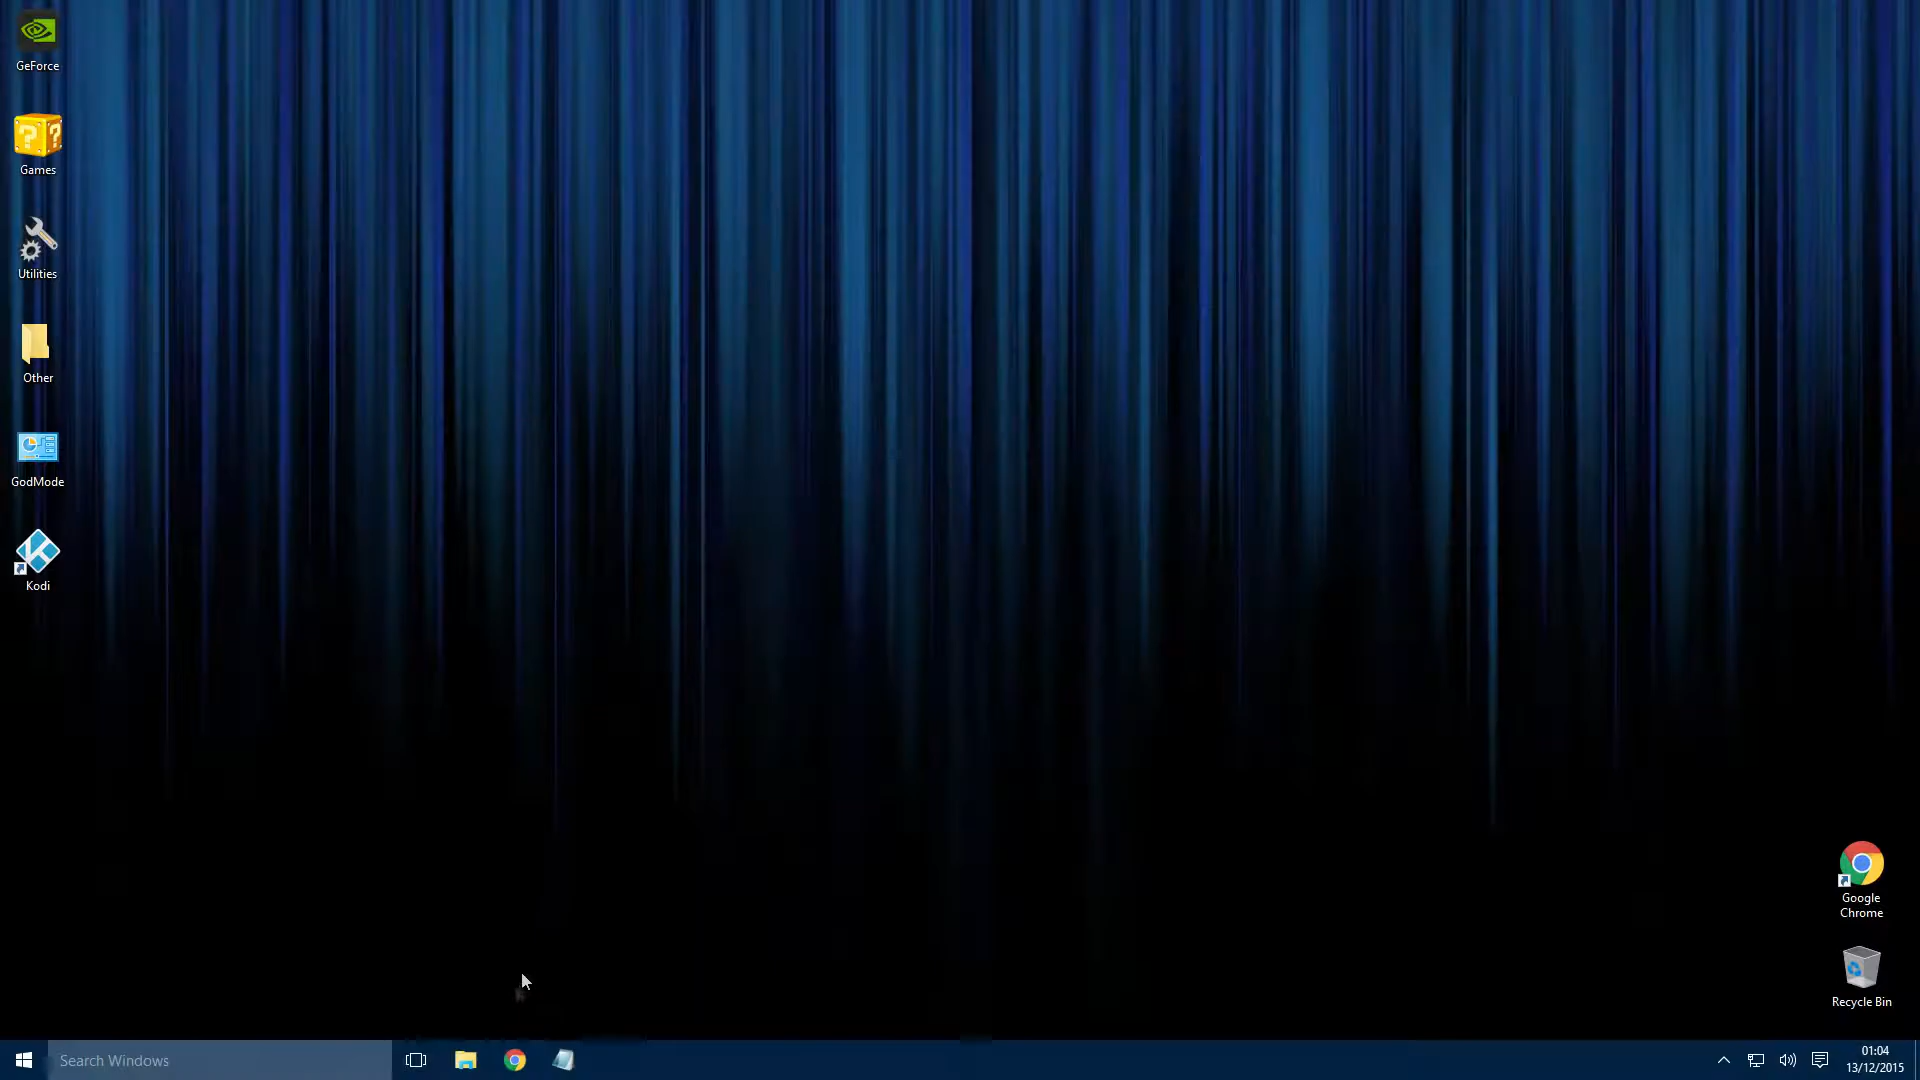 GeForce
Games
Utilities
Other
GodMode
Kodi
Google
Chrome
Recycle Bin
Search Windows
01:04
13/12/2015